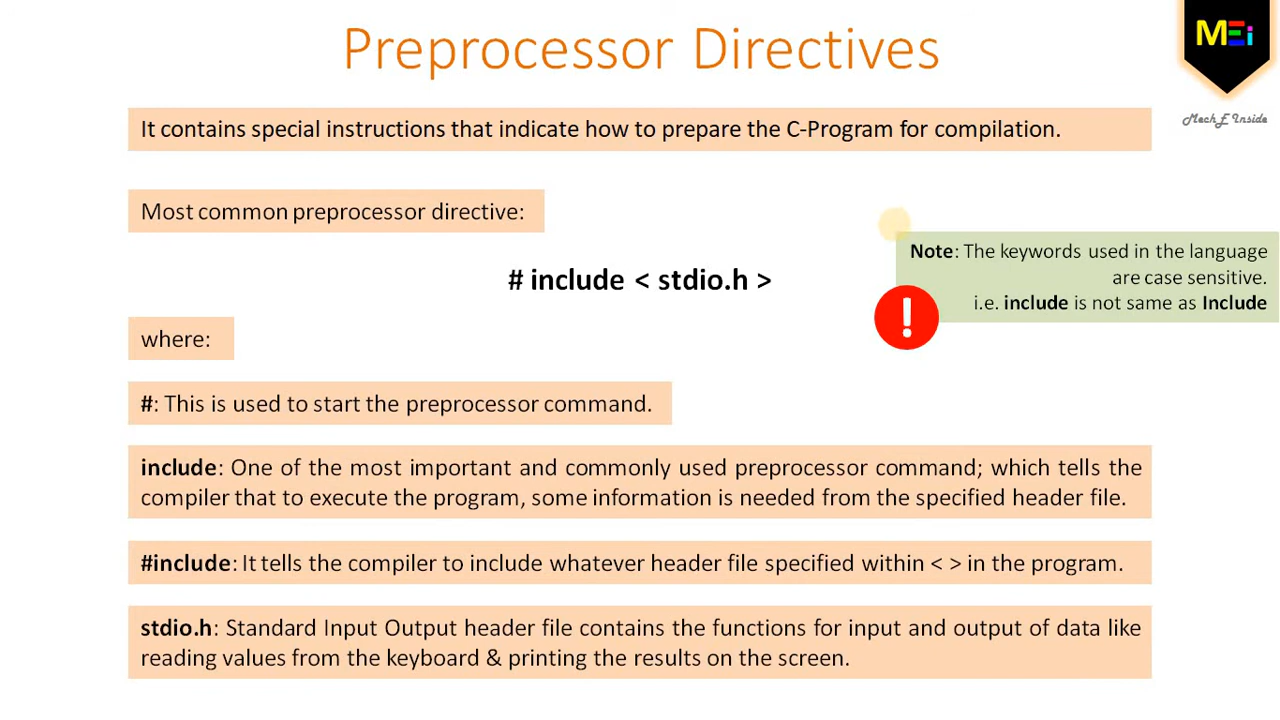 Preprocessor Directives
MEi
Mech E Inside
It contains special instructions that indicate how to prepare the C-Program for compilation.
Most common preprocessor directive:
# include < stdio.h >
Note: The keywords used in the language
are case sensitive.
i.e. include is not same as Include
!
where:
#: This is used to start the preprocessor command.
include: One of the most important and commonly used preprocessor command; which tells the
compiler that to execute the program, some information is needed from the specified header file.
#include: It tells the compiler to include whatever header file specified within < > in the program.
stdio.h: Standard Input Output header file contains the functions for input and output of data like
reading values from the keyboard & printing the results on the screen.